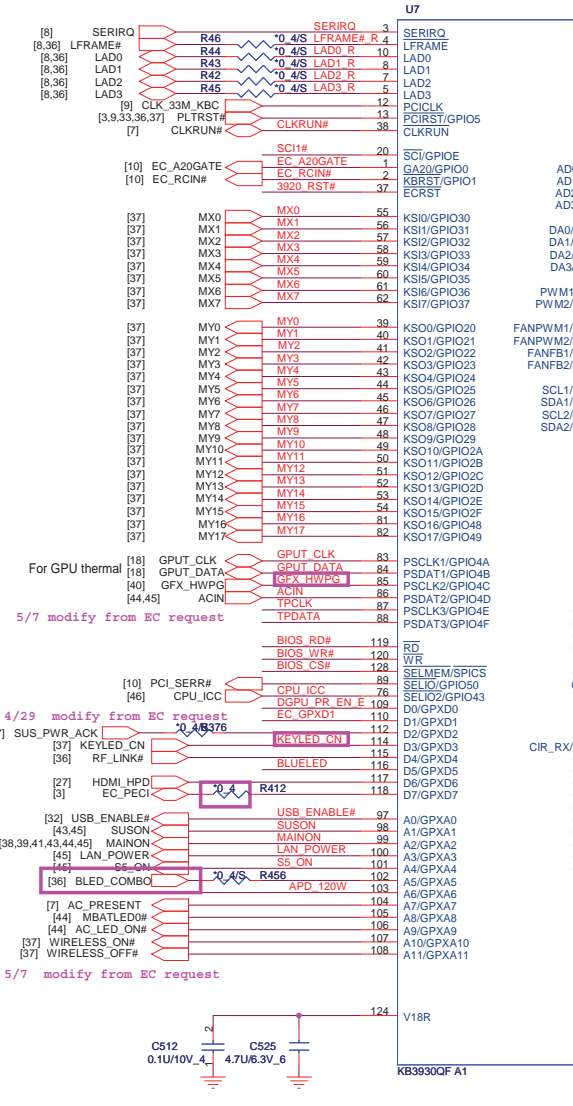 U7
[8] SERIRQ SERIRQ 3 SERIRQ
[8,36] LFRAME# R46 *0_4/S LFRAME#_R 4 LFRAME
[8,36] LAD0 R44 *0_4/S LAD0_R 10 LAD0
[8,36] LAD1 R43 *0_4/S LAD1_R 8 LAD1
[8,36] LAD2 R42 *0_4/S LAD2_R 7 LAD2
[8,36] LAD3 R45 *0_4/S LAD3_R 5 LAD3
[9] CLK_33M_KBC 12 PCICLK
[3,9,33,36,37] PLTRST# 13 PCIRST/GPIO5
[7] CLKRUN# CLKRUN# 38 CLKRUN
SCI1# 20 SCI/GPIOE
[10] EC_A20GATE EC_A20GATE 1 GA20/GPIO0
[10] EC_RCIN# EC_RCIN# 2 KBRST/GPIO1
3920_RST# 37 ECRST
[37] MX0 MX0 55 KSI0/GPIO30
[37] MX1 MX1 56 KSI1/GPIO31 DA0/
[37] MX2 MX2 57 KSI2/GPIO32 DA1/
[37] MX3 MX3 58 KSI3/GPIO33 DA2/
[37] MX4 MX4 59 KSI4/GPIO34 DA3/
[37] MX5 MX5 60 KSI5/GPIO35
[37] MX6 MX6 61 KSI6/GPIO36 PWM1
[37] MX7 MX7 62 KSI7/GPIO37 PWM2/
[37] MY0 MY0 39 KSO0/GPIO20 FANPWM1/
[37] MY1 MY1 40 KSO1/GPIO21 FANPWM2/
[37] MY2 MY2 41 KSO2/GPIO22 FANFB1/
[37] MY3 MY3 42 KSO3/GPIO23 FANFB2/
[37] MY4 MY4 43 KSO4/GPIO24
[37] MY5 MY5 44 KSO5/GPIO25 SCL1/
[37] MY6 MY6 45 KSO6/GPIO26 SDA1/
[37] MY7 MY7 46 KSO7/GPIO27 SCL2/
[37] MY8 MY8 47 KSO8/GPIO28 SDA2/
[37] MY9 MY9 48 KSO9/GPIO29
[37] MY10 MY10 49 KSO10/GPIO2A
[37] MY11 MY11 50 KSO11/GPIO2B
[37] MY12 MY12 51 KSO12/GPIO2C
[37] MY13 MY13 52 KSO13/GPIO2D
[37] MY14 MY14 53 KSO14/GPIO2E
[37] MY15 MY15 54 KSO15/GPIO2F
[37] MY16 MY16 81 KSO16/GPIO48
[37] MY17 MY17 82 KSO17/GPIO49
For GPU thermal
[18] GPUT_CLK GPUT_CLK 83 PSCLK1/GPIO4A
[18] GPUT_DATA GPUT_DATA 84 PSDAT1/GPIO4B
[40] GFX_HWPG GFX_HWPG 85 PSCLK2/GPIO4C
[44,45] ACIN ACIN 86 PSDAT2/GPIO4D
TPCLK 87 PSCLK3/GPIO4E
5/7 modify from EC request
TPDATA 88 PSDAT3/GPIO4F
BIOS_RD# 119 RD
BIOS_WR# 120 WR
BIOS_CS# 128 SELMEM/SPICS
[10] PCI_SERR# 89 SELIO/GPIO50
[46] CPU_ICC CPU_ICC 76 SELIO2/GPIO43
DGPU_PR_EN_E 109 D0/GPXD0
4/29 modify from EC request
EC_GPXD1 110 D1/GPXD1
SUS_PWR_ACK *0_4/S R376 112 D2/GPXD2
[37] KEYLED_CN KEYLED_CN 114 D3/GPXD3 CIR_RX/
[36] RF_LINK# 115 D4/GPXD4
BLUELED 116 D5/GPXD5
[27] HDMI_HPD 117 D6/GPXD6
[3] EC_PECI *0_4 R412 118 D7/GPXD7
[32] USB_ENABLE# USB_ENABLE# 97 A0/GPXA0
[43,45] SUSON SUSON 98 A1/GPXA1
[38,39,41,43,44,45] MAINON MAINON 99 A2/GPXA2
[45] LAN_POWER LAN_POWER 100 A3/GPXA3
[45] S5_ON S5_ON 101 A4/GPXA4
[36] BLED_COMBO *0_4/S R456 102 A5/GPXA5
APD_120W 103 A6/GPXA6
[7] AC_PRESENT 104 A7/GPXA7
[44] MBATLED0# 105 A8/GPXA8
[44] AC_LED_ON# 106 A9/GPXA9
[37] WIRELESS_ON# 107 A10/GPXA10
[37] WIRELESS_OFF# 108 A11/GPXA11
5/7 modify from EC request
124 V18R
2
C512 C525
0.1U/10V_4 4.7U/6.3V_6
1
KB3930QF A1